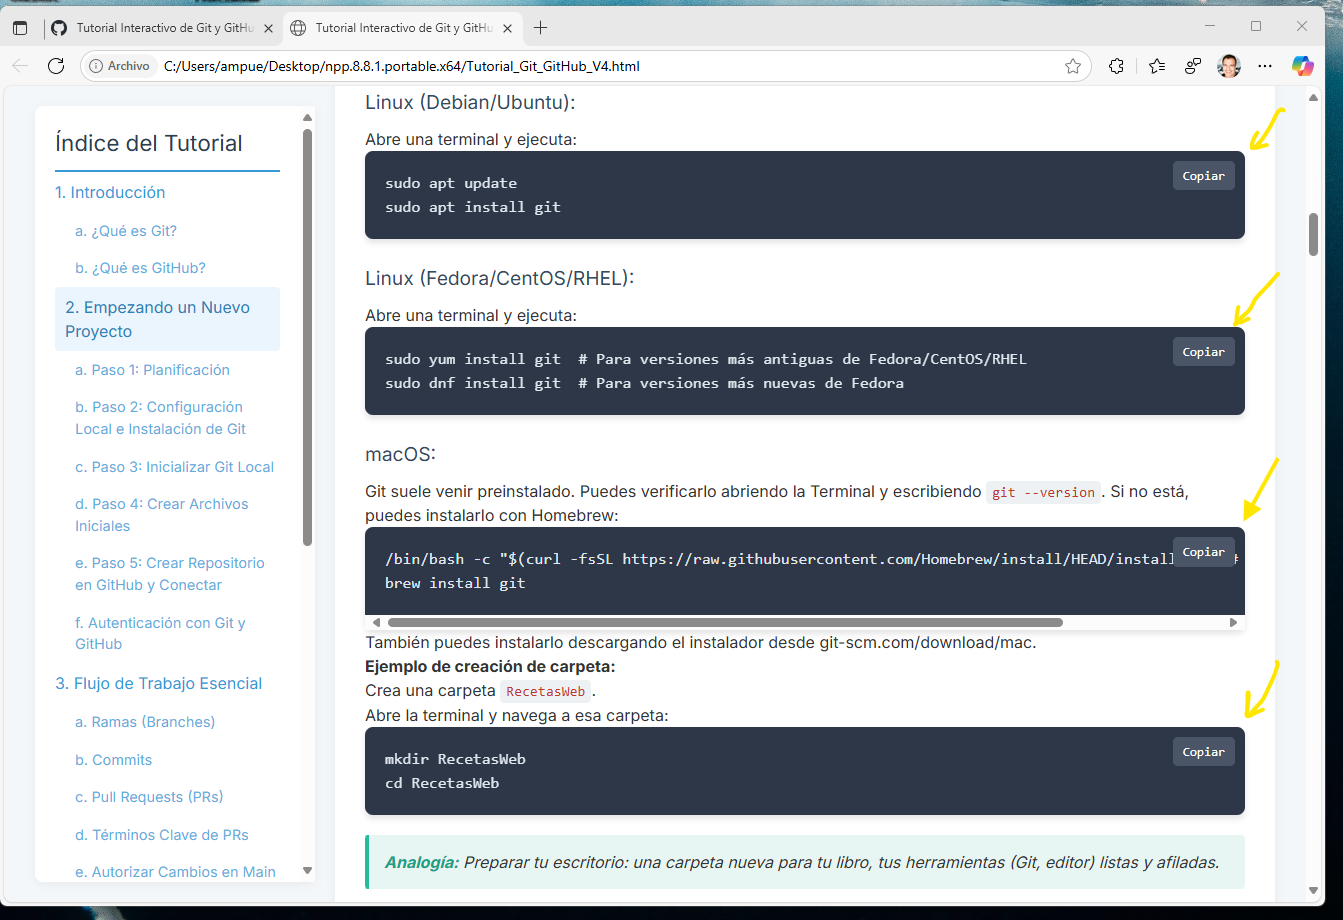 Tutorial Interactivo de Git y GitHu
Tutorial Interactivo de Git y GitHu
Archivo
C:/Users/ampue/Desktop/npp.8.8.1.portable.x64/Tutorial_Git_GitHub_V4.html
Índice del Tutorial
1. Introducción
a. ¿Qué es Git?
b. ¿Qué es GitHub?
2. Empezando un Nuevo
Proyecto
a. Paso 1: Planificación
b. Paso 2: Configuración
Local e Instalación de Git
c. Paso 3: Inicializar Git Local
d. Paso 4: Crear Archivos
Iniciales
e. Paso 5: Crear Repositorio
en GitHub y Conectar
f. Autenticación con Git y
GitHub
3. Flujo de Trabajo Esencial
a. Ramas (Branches)
b. Commits
c. Pull Requests (PRs)
d. Términos Clave de PRs
e. Autorizar Cambios en Main
Linux (Debian/Ubuntu):
Abre una terminal y ejecuta:
Copiar
sudo apt update
sudo apt install git
Linux (Fedora/CentOS/RHEL):
Abre una terminal y ejecuta:
Copiar
sudo yum install git  # Para versiones más antiguas de Fedora/CentOS/RHEL
sudo dnf install git  # Para versiones más nuevas de Fedora
macOS:
Git suele venir preinstalado. Puedes verificarlo abriendo la Terminal y escribiendo git --version. Si no está,
puedes instalarlo con Homebrew:
Copiar
/bin/bash -c "$(curl -fsSL https://raw.githubusercontent.com/Homebrew/install/HEAD/install
brew install git
También puedes instalarlo descargando el instalador desde git-scm.com/download/mac.
Ejemplo de creación de carpeta:
Crea una carpeta RecetasWeb.
Abre la terminal y navega a esa carpeta:
Copiar
mkdir RecetasWeb
cd RecetasWeb
Analogía: Preparar tu escritorio: una carpeta nueva para tu libro, tus herramientas (Git, editor) listas y afiladas.